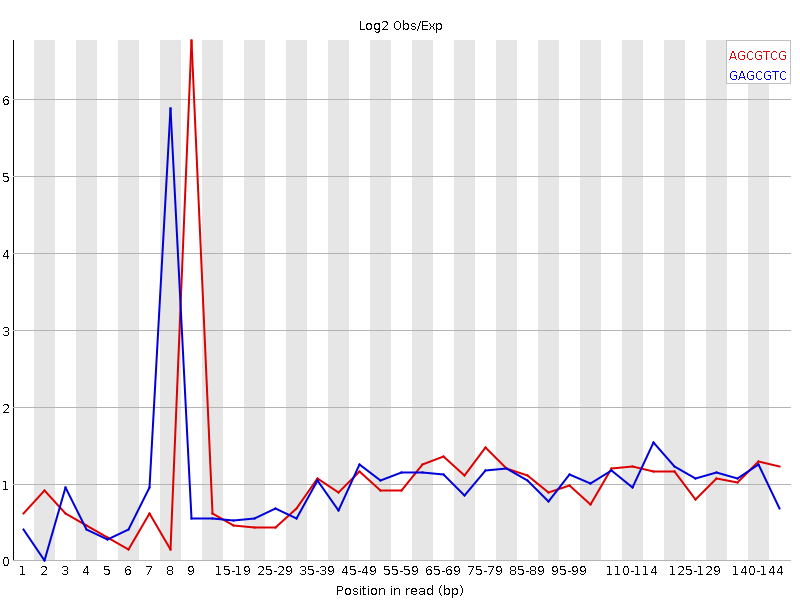 Log2 Obs/Exp
AGCGTCG
GAGCGTC
6
5
4
3
2
1
0
1 2 3 4 5 6 7 8 9 15-19 25-29 35-39 45-49 55-59 65-69 75-79 85-89 95-99 110-114 125-129 140-144
Position in read (bp)